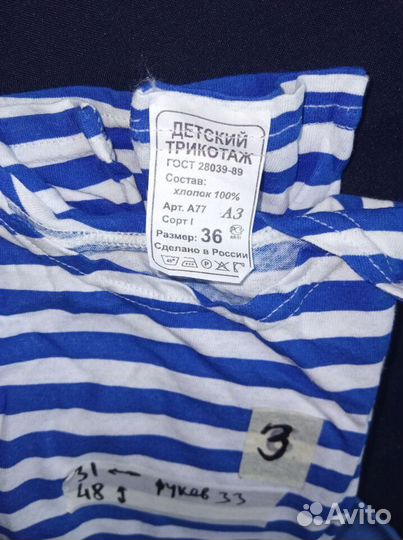 ДЕТСКИЙ
ТРИКОТАЖ
ГОСТ 28039-89
Состав:
хлопок 100%
Арт. А77 А3
Сорт I
Размер: 36
Сделано в России
3
31 ←
48 рукав 33
Avito